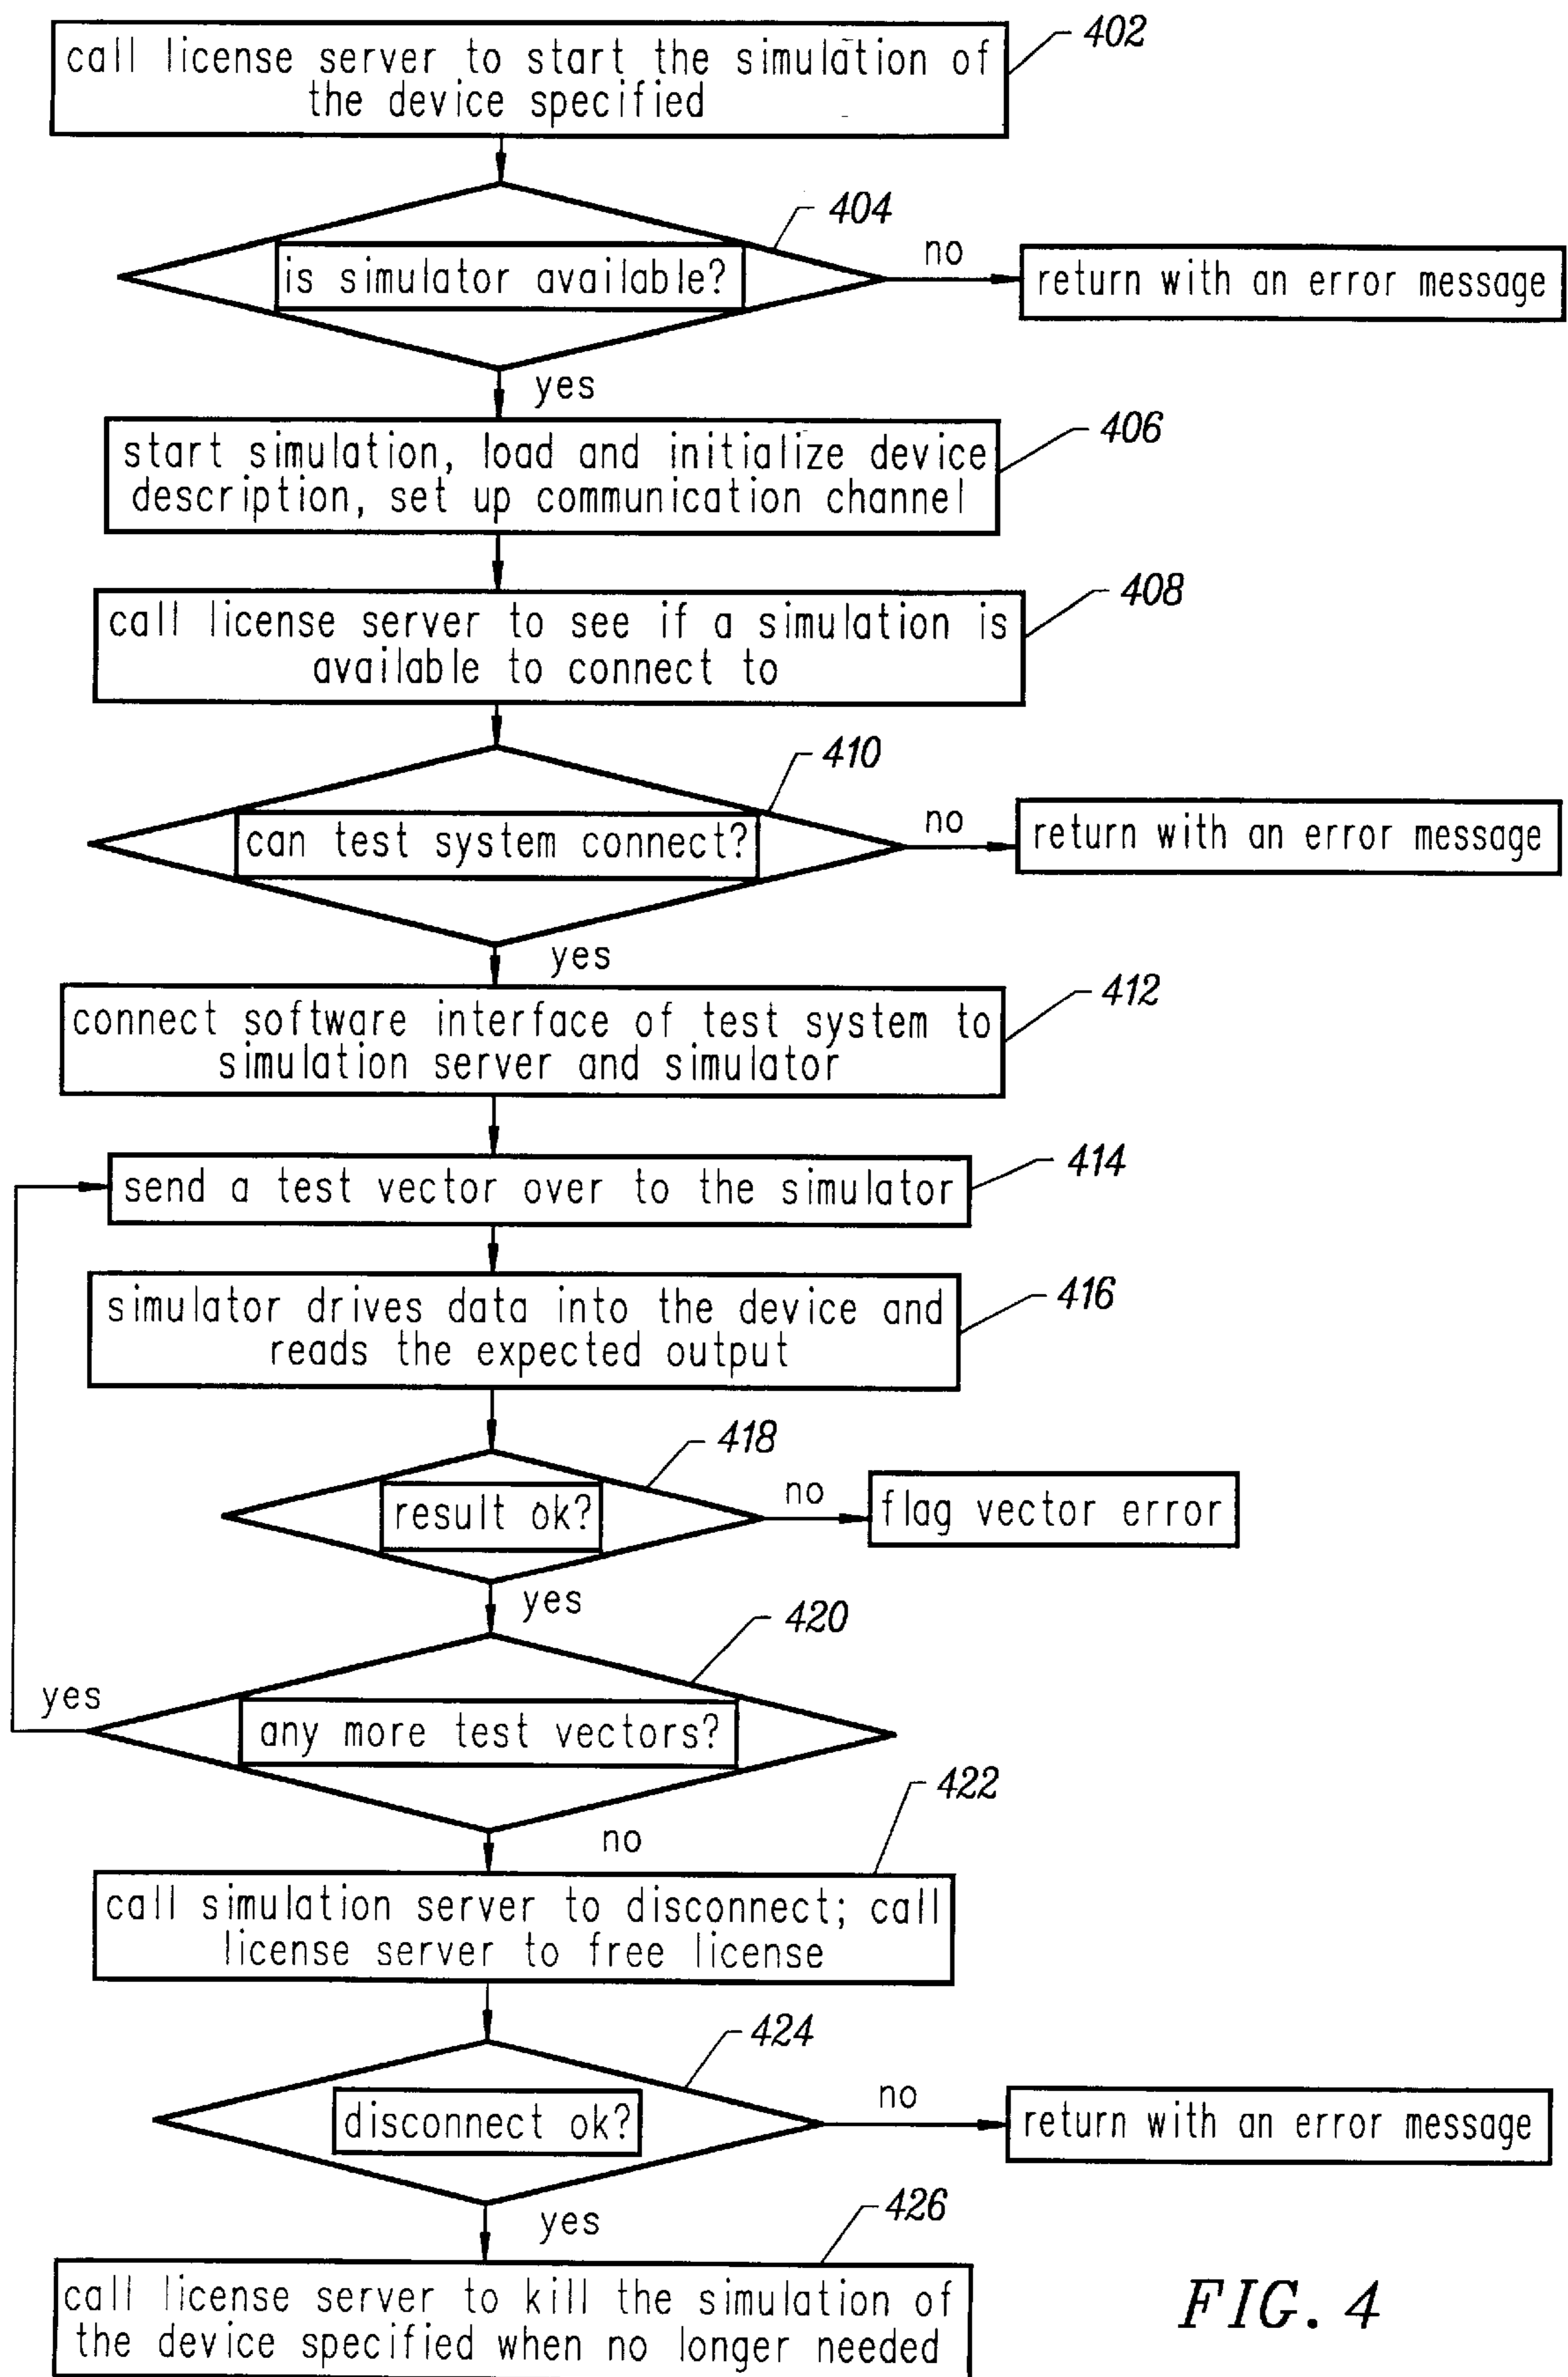 call license server to start the simulation of
the device specified
402
404
is simulator available?
no
return with an error message
yes
start simulation, load and initialize device
description, set up communication channel
406
call license server to see if a simulation is
available to connect to
408
410
can test system connect?
no
return with an error message
yes
connect software interface of test system to
simulation server and simulator
412
send a test vector over to the simulator
414
simulator drives data into the device and
reads the expected output
416
418
result ok?
no
flag vector error
yes
420
yes
any more test vectors?
no
422
call simulation server to disconnect; call
license server to free license
424
disconnect ok?
no
return with an error message
yes
426
call license server to kill the simulation of
the device specified when no longer needed
FIG. 4